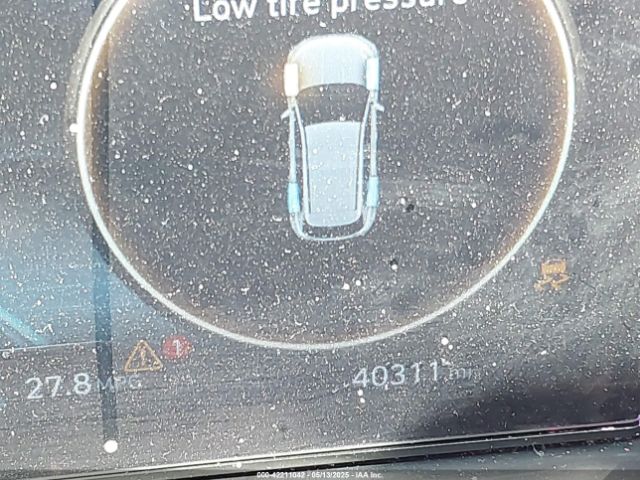 Low tire pressure
1
27.8 MPG
40311 mi
000-42211042 - 05/13/2025 - IAA Inc.